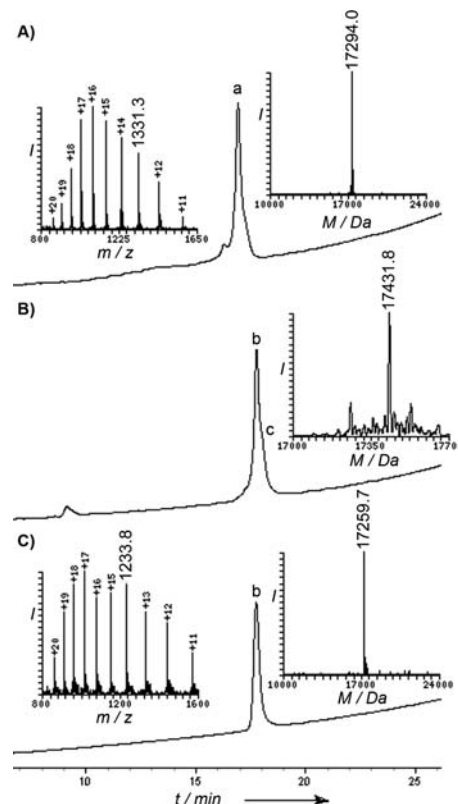 A)
a
17294.0
+20
+19
+18
+17
+16
+15
+14
1331.3
+12
+11
I
800 1225 1650
m / z
I
10000 17000 24000
M / Da
B)
b
c
17431.8
I
17000 17350 1770
M / Da
C)
b
17259.7
+20
+19
+18
+17
+16
+15
1233.8
+13
+12
+11
I
800 1200 1600
m / z
I
10000 17000 24000
M / Da
10 15 20 25
t / min